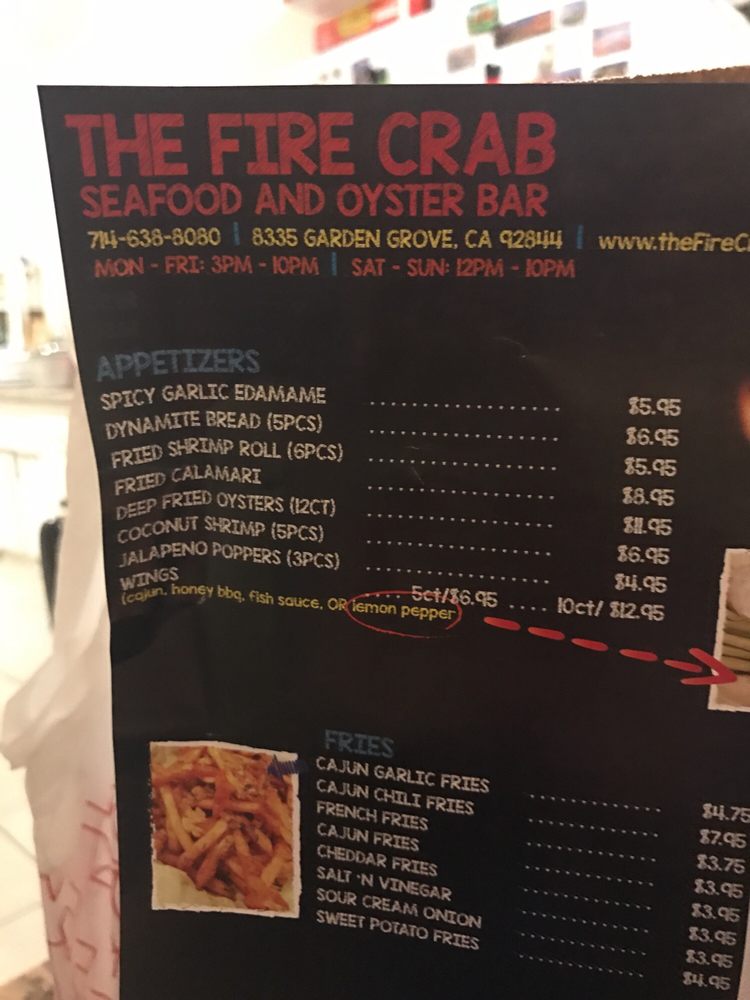 THE FIRE CRAB
SEAFOOD AND OYSTER BAR
714-638-8080 | 8335 GARDEN GROVE, CA 92844 | www.theFireC
MON - FRI: 3PM - 10PM | SAT - SUN: 12PM - 10PM
APPETIZERS
SPICY GARLIC EDAMAME .................... $5.95
DYNAMITE BREAD (5PCS) .................... $6.95
FRIED SHRIMP ROLL (6PCS) .................... $5.95
FRIED CALAMARI .................... $8.95
DEEP FRIED OYSTERS (12CT) .................... $11.95
COCONUT SHRIMP (5PCS) .................... $6.95
JALAPENO POPPERS (3PCS) .................... $4.95
WINGS .... 5ct/$6.95 .... 10ct/ $12.95
(cajun, honey bbq, fish sauce, OR lemon pepper
FRIES
CAJUN GARLIC FRIES .............. $4.75
CAJUN CHILI FRIES .............. $7.95
FRENCH FRIES .............. $3.75
CAJUN FRIES .............. $3.95
CHEDDAR FRIES .............. $3.95
SALT 'N VINEGAR .............. $3.95
SOUR CREAM ONION .............. $3.95
SWEET POTATO FRIES .............. $4.95